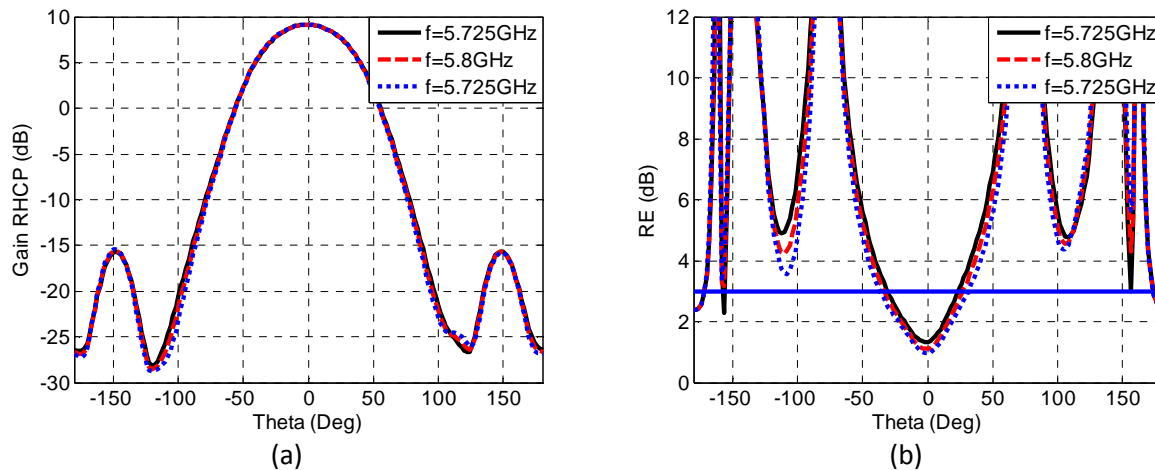 10
5
0
-5
-10
-15
-20
-25
-30
Gain RHCP (dB)
-150 -100 -50 0 50 100 150
Theta (Deg)
f=5.725GHz
f=5.8GHz
f=5.725GHz
(a)
12
10
8
6
4
2
0
RE (dB)
-150 -100 -50 0 50 100 150
Theta (Deg)
f=5.725GHz
f=5.8GHz
f=5.725GHz
(b)